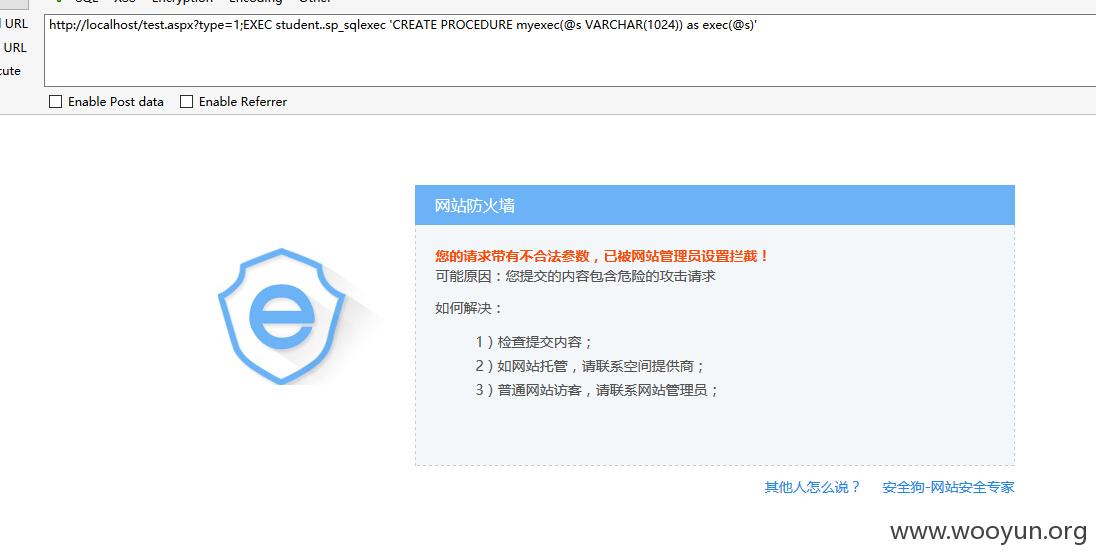 SQL XSS Encryption Encoding Other
URL
http://localhost/test.aspx?type=1;EXEC student..sp_sqlexec 'CREATE PROCEDURE myexec(@s VARCHAR(1024)) as exec(@s)'
URL
cute
Enable Post data Enable Referrer
网站防火墙
您的请求带有不合法参数，已被网站管理员设置拦截！
可能原因：您提交的内容包含危险的攻击请求
如何解决：
1）检查提交内容；
2）如网站托管，请联系空间提供商；
3）普通网站访客，请联系网站管理员；
其他人怎么说？ 安全狗-网站安全专家
www.wooyun.org